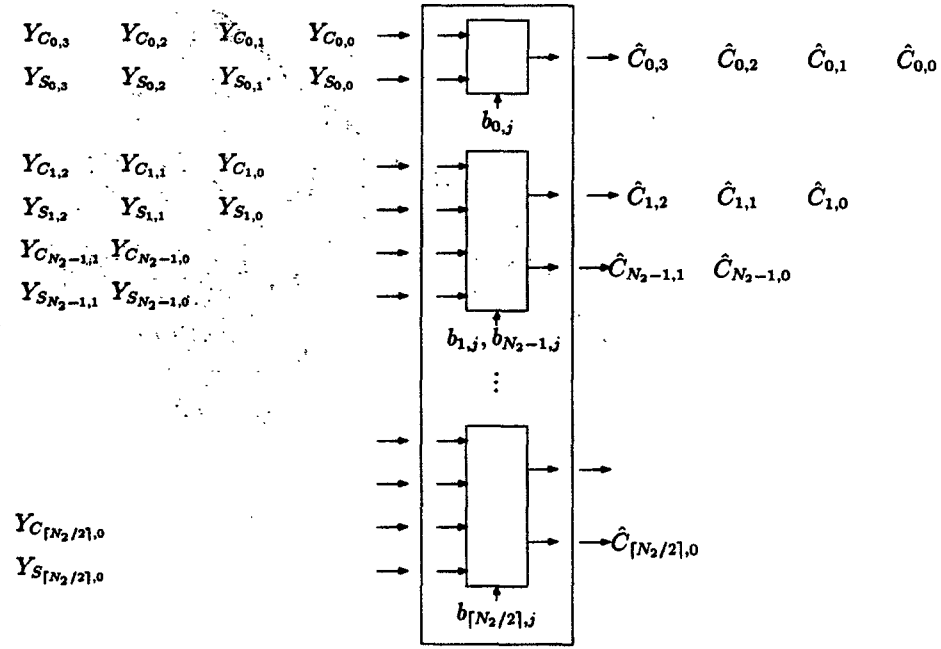 Y_{C_{0,3}} Y_{C_{0,2}} Y_{C_{0,1}} Y_{C_{0,0}}
Ĉ_{0,3} Ĉ_{0,2} Ĉ_{0,1} Ĉ_{0,0}
Y_{S_{0,3}} Y_{S_{0,2}} Y_{S_{0,1}} Y_{S_{0,0}}
b_{0,j}
Y_{C_{1,2}} Y_{C_{1,1}} Y_{C_{1,0}}
Ĉ_{1,2} Ĉ_{1,1} Ĉ_{1,0}
Y_{S_{1,2}} Y_{S_{1,1}} Y_{S_{1,0}}
Y_{C_{N_2-1,1}} Y_{C_{N_2-1,0}}
Ĉ_{N_2-1,1} Ĉ_{N_2-1,0}
Y_{S_{N_2-1,1}} Y_{S_{N_2-1,0}}
b_{1,j}, b_{N_2-1,j}
⋮
Y_{C_{⌈N_2/2⌉,0}}
Ĉ_{⌈N_2/2⌉,0}
Y_{S_{⌈N_2/2⌉,0}}
b_{⌈N_2/2⌉,j}